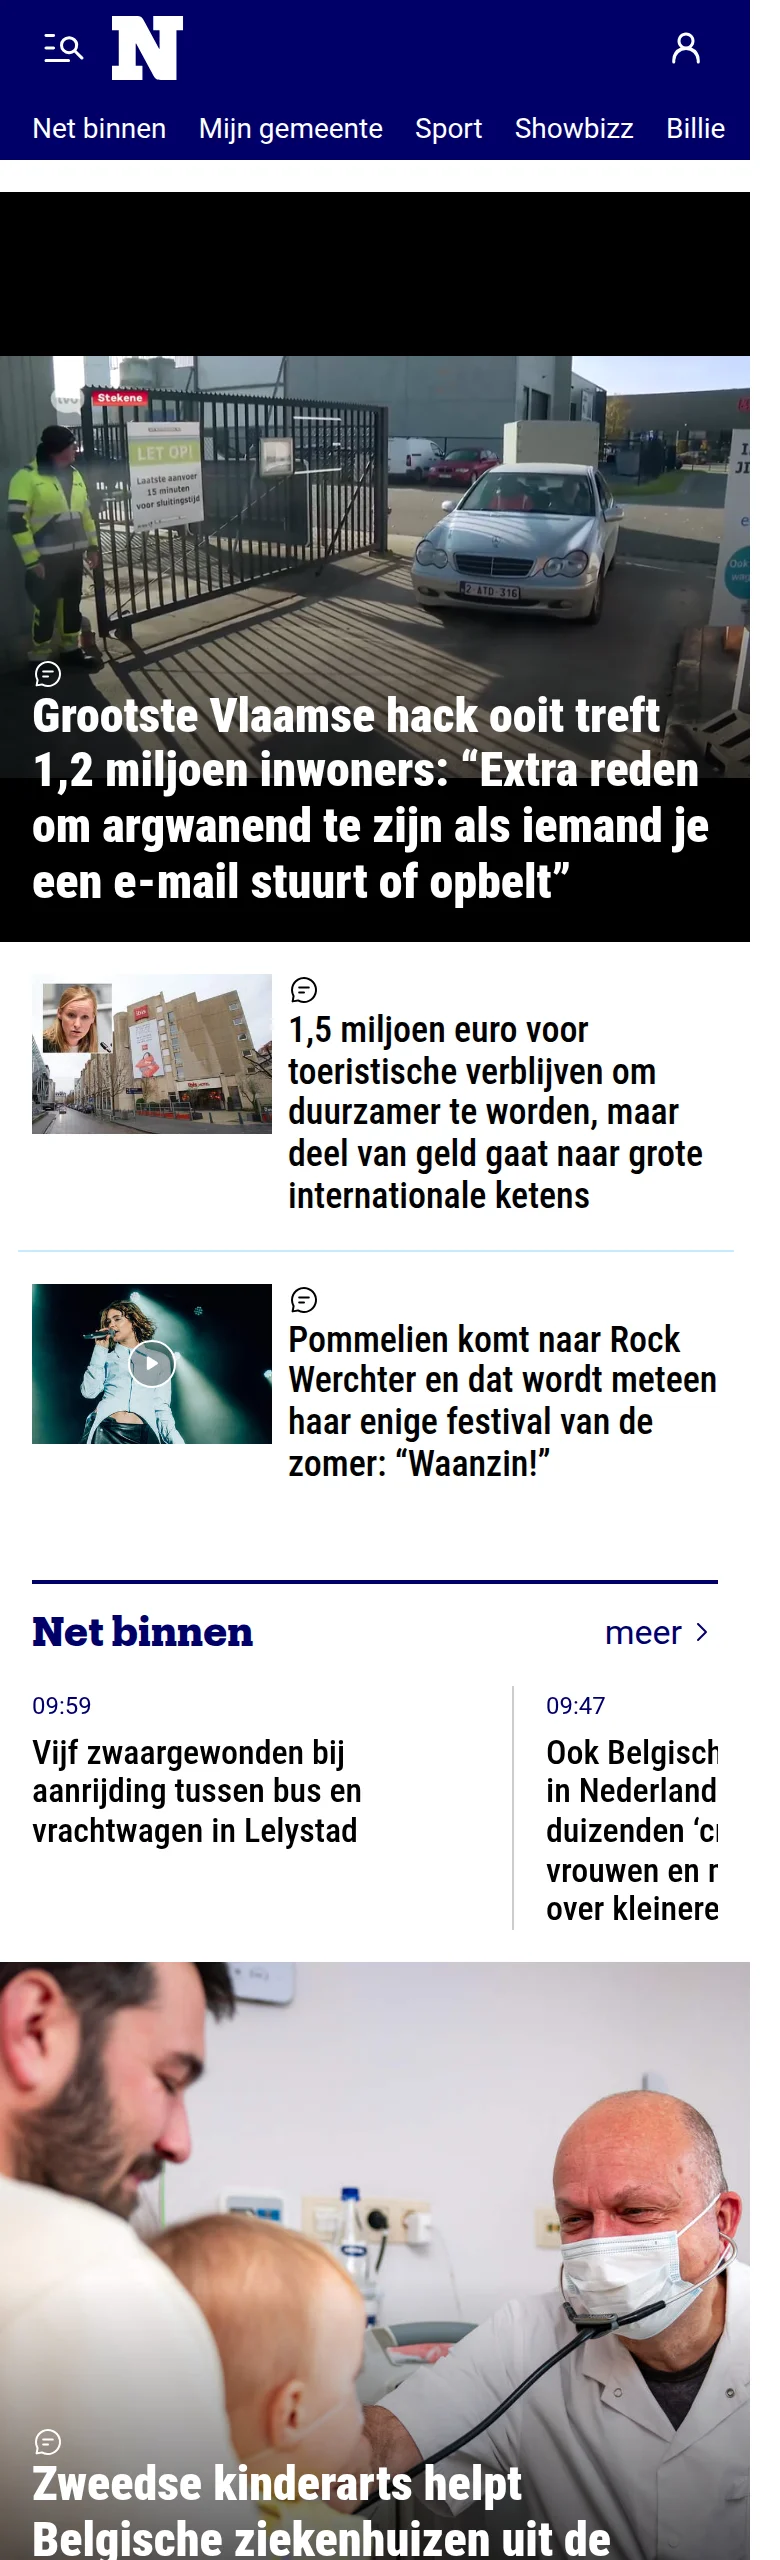 N
Net binnen Mijn gemeente Sport Showbizz Billie
tvo Stekene
LET OP!
Laatste aanvoer
15 minuten
voor sluitingstijd
2 ATD 316
Grootste Vlaamse hack ooit treft
1,2 miljoen inwoners: “Extra reden
om argwanend te zijn als iemand je
een e-mail stuurt of opbelt”
ibis
1,5 miljoen euro voor
toeristische verblijven om
duurzamer te worden, maar
deel van geld gaat naar grote
internationale ketens
Pommelien komt naar Rock
Werchter en dat wordt meteen
haar enige festival van de
zomer: “Waanzin!”
Net binnen meer
09:59
Vijf zwaargewonden bij
aanrijding tussen bus en
vrachtwagen in Lelystad
09:47
Ook Belgisch
in Nederland
duizenden ‘
vrouwen en
over kleinere
Zweedse kinderarts helpt
Belgische ziekenhuizen uit de